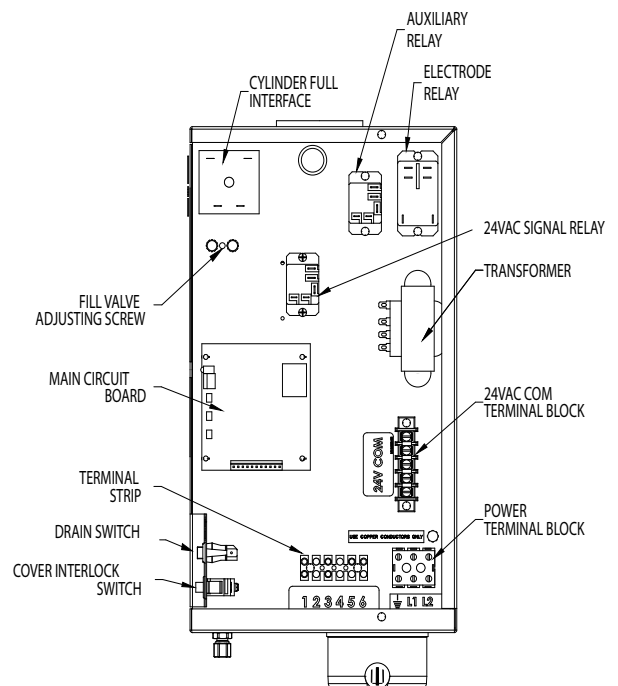 AUXILIARY
RELAY
ELECTRODE
RELAY
CYLINDER FULL
INTERFACE
24VAC SIGNAL RELAY
TRANSFORMER
FILL VALVE
ADJUSTING SCREW
MAIN CIRCUIT
BOARD
24VAC COM
TERMINAL BLOCK
24V COM
TERMINAL
STRIP
POWER
TERMINAL BLOCK
DRAIN SWITCH
USE COPPER CONDUCTORS ONLY
COVER INTERLOCK
SWITCH
1 2 3 4 5 6
L1 L2